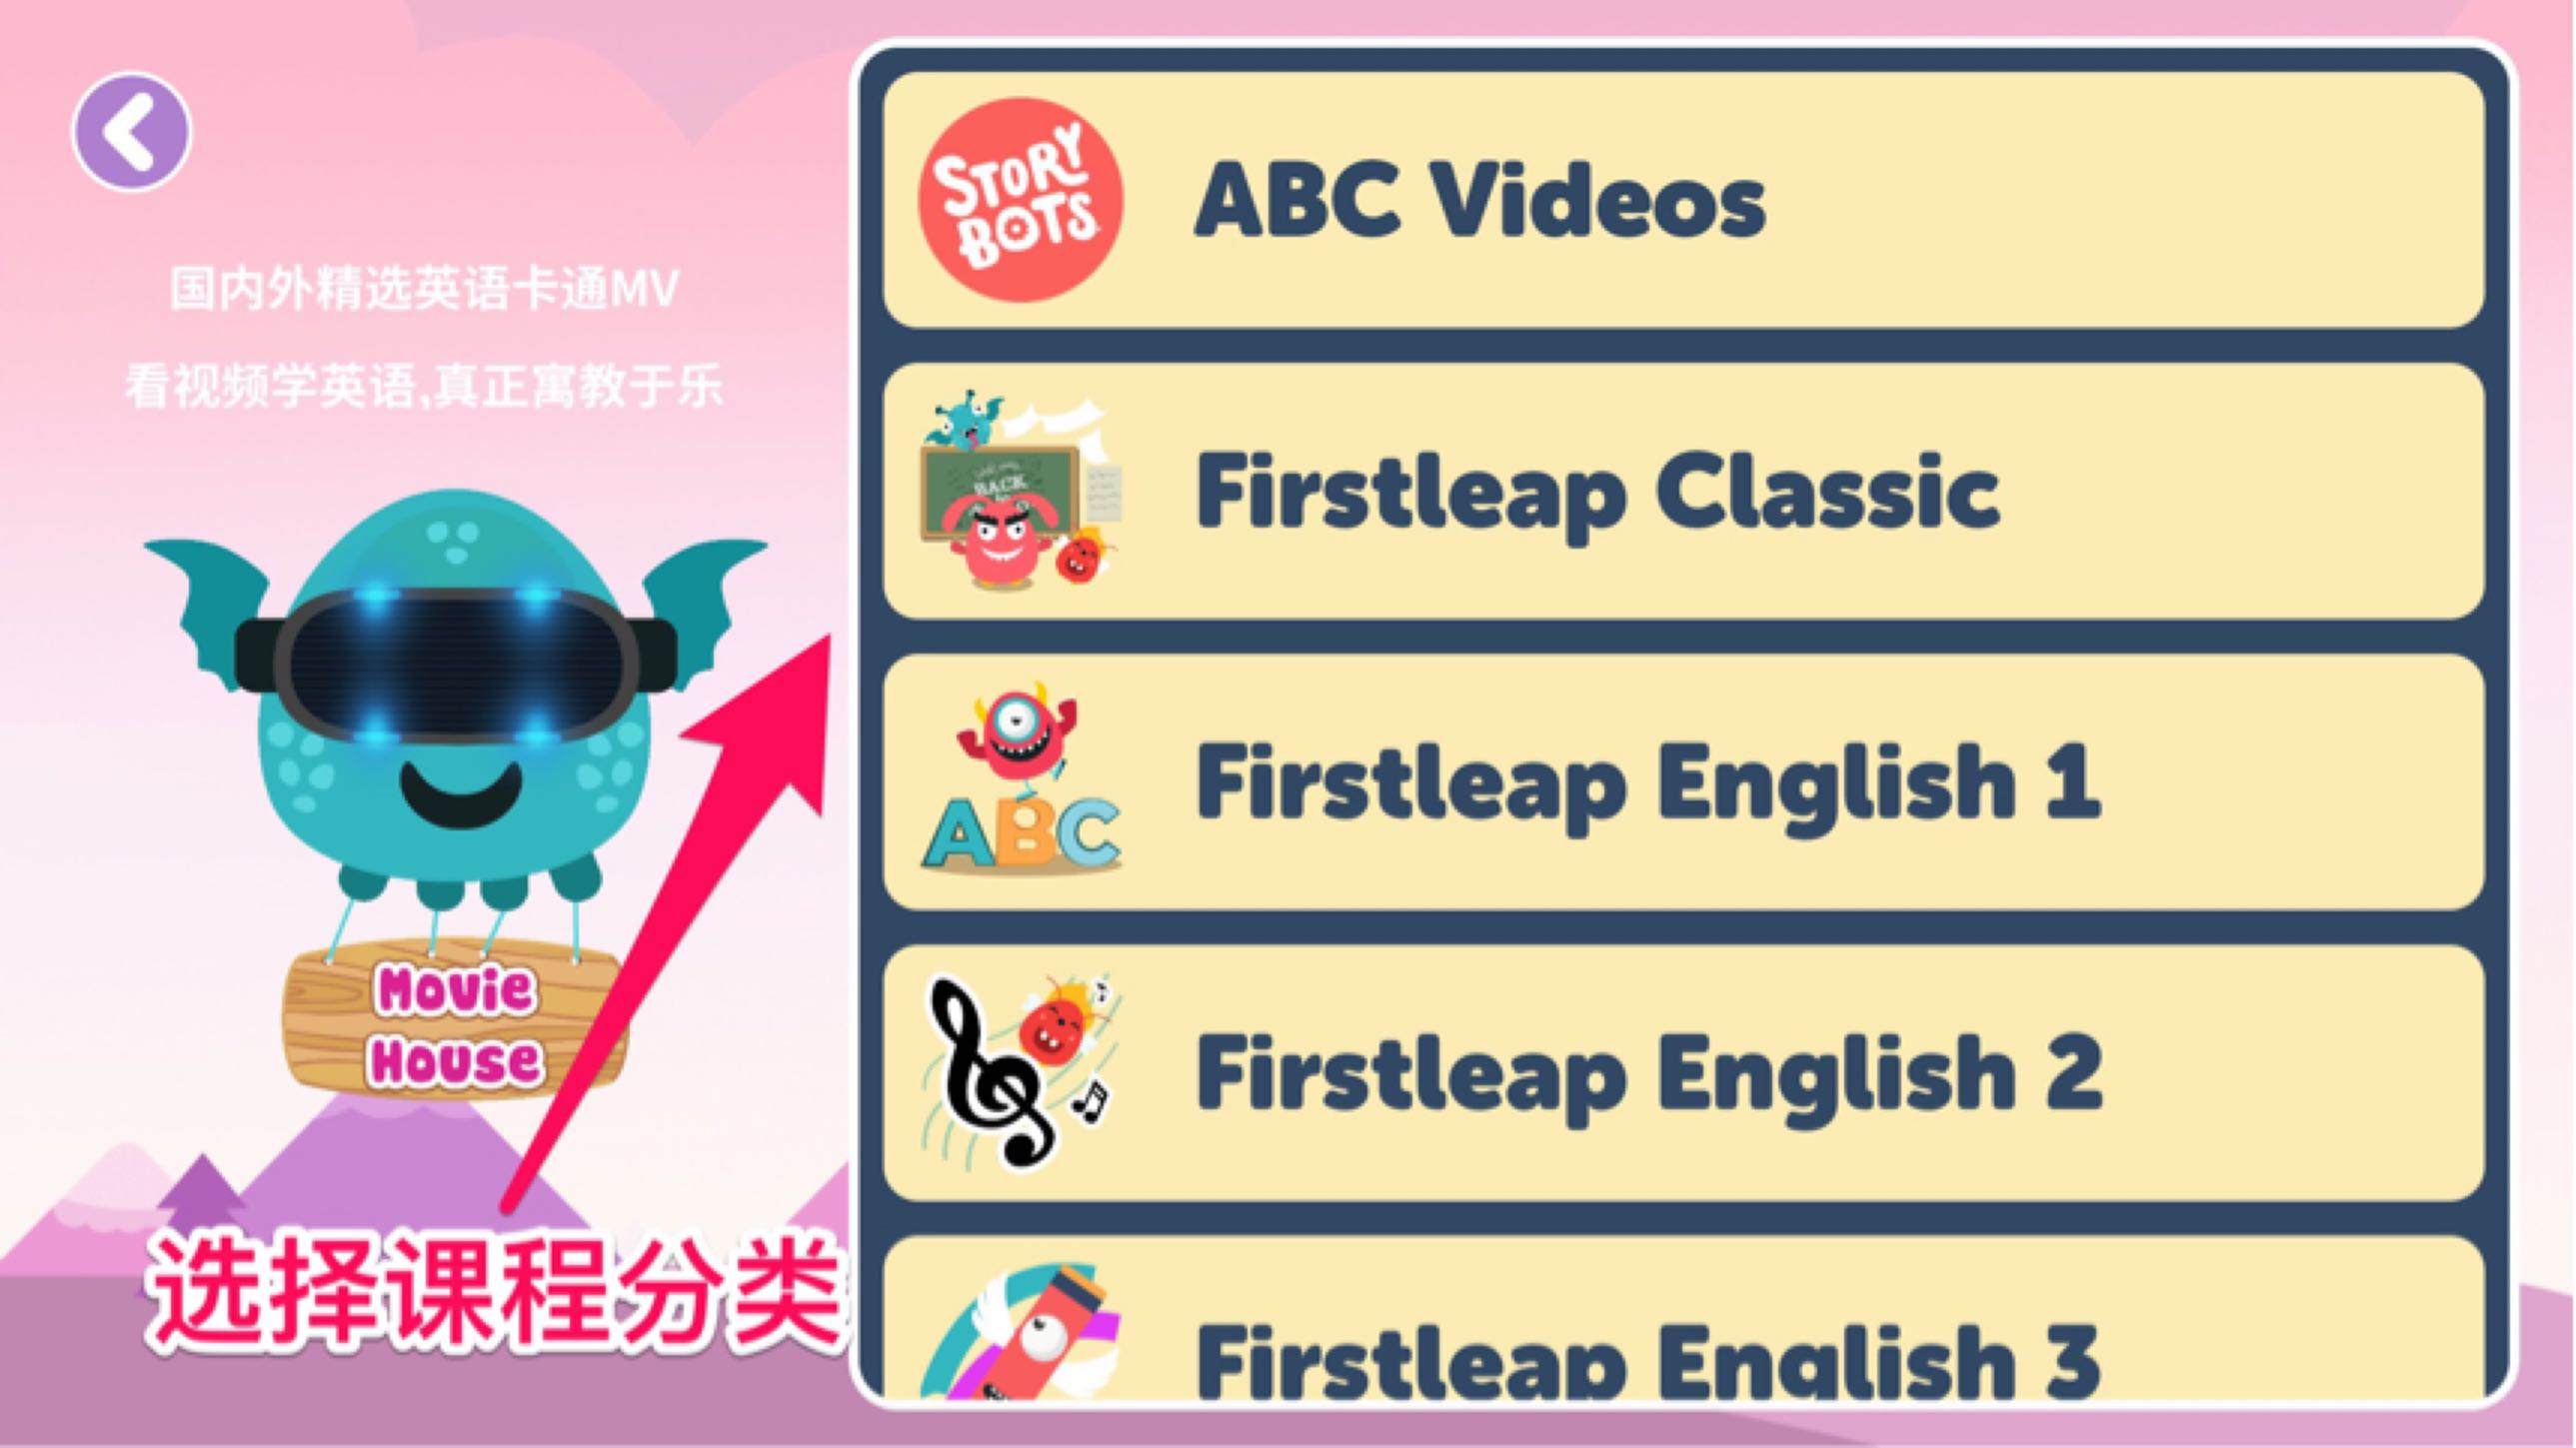 国内外精选英语卡通MV
看视频学英语,真正寓教于乐
Movie
House
选择课程分类
STORY
BOTS
ABC Videos
BACK
Firstleap Classic
ABC
Firstleap English 1
Firstleap English 2
Firstleap English 3